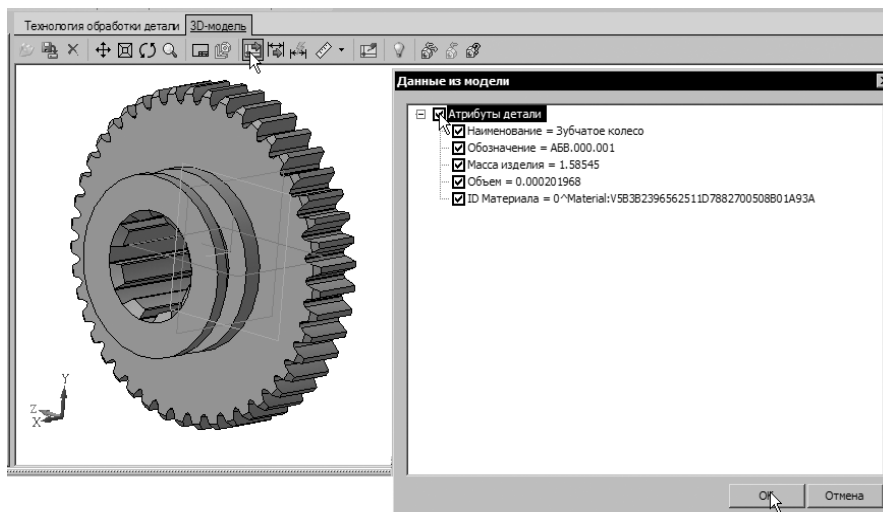 Технология обработки детали 3D-модель
Данные из модели
Атрибуты детали
Наименование = Зубчатое колесо
Обозначение = АБВ.000.001
Масса изделия = 1.58545
Объем = 0.000201968
ID Материала = 0^Material:V5B3B2396562511D7882700508B01A93A
Y
Z
X
OK Отмена